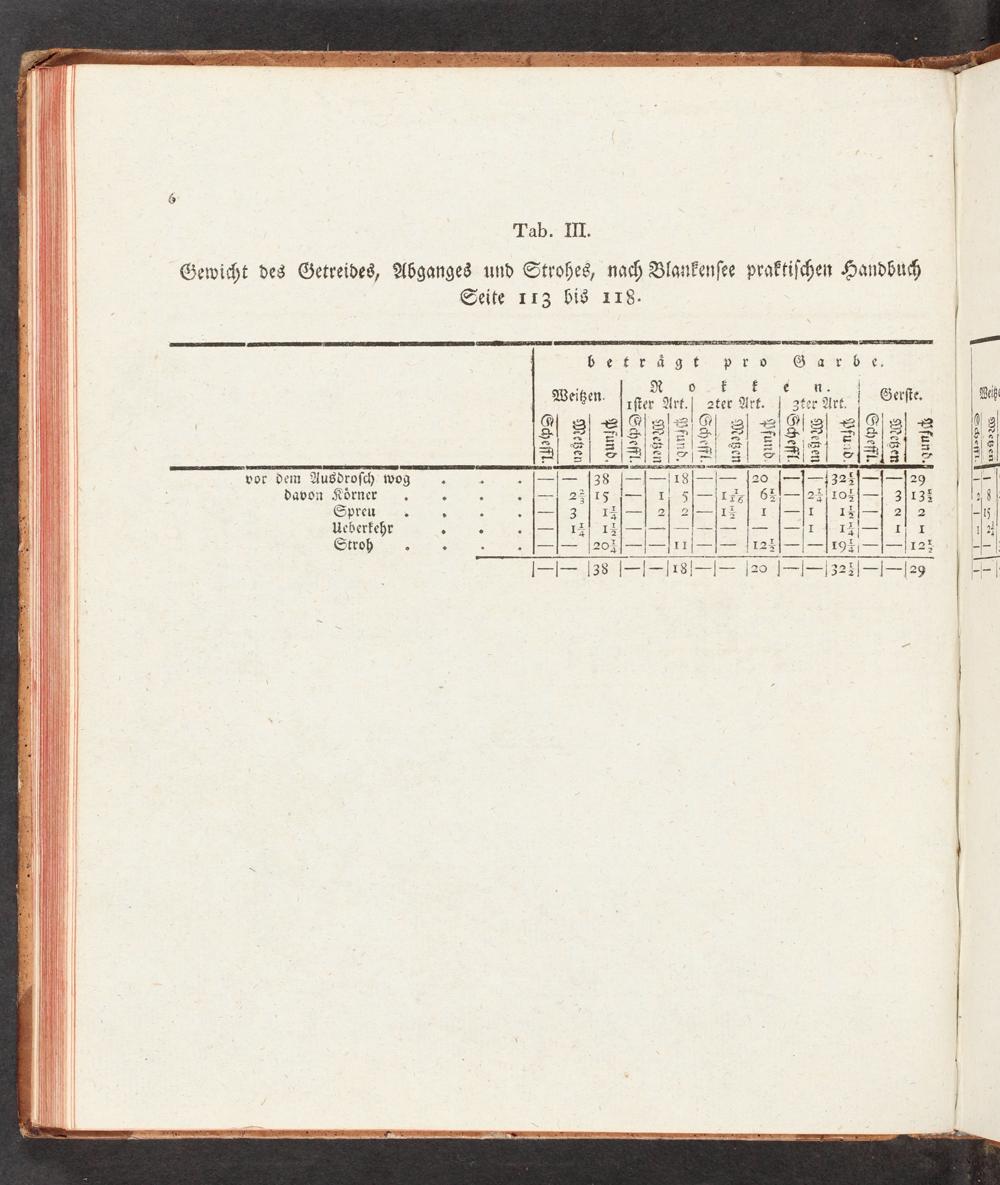 6
Tab. III.
Gewicht des Getreides, Abganges und Strohes, nach Blankensee praktischen Handbuch
Seite 113 bis 118.
beträgt pro Garbe.
Weitzen. Rokken. Gerste.
1ster Art. 2ter Art. 3ter Art.
Scheffl. Metzen Pfund. Scheffl. Metzen Pfund. Scheffl. Metzen Pfund. Scheffl. Metzen Pfund. Scheffl. Metzen Pfund.
vor dem Ausdrosch wog . . . — — 38 — — 18 — — 20 — — 32½ — — 29
davon Körner . . . . — 2⅔ 15 — 1 5 — 1 1/16 6½ — 2¼ 10½ — 3 13½
Spreu . . . . — 3 1¼ — 2 2 — 1½ 1 — 1 1½ — 2 2
Ueberkehr . . . — 1¼ 1½ — — — — — — — 1 1¼ — 1 1
Stroh . . . . — — 20¼ — — 11 — — 12½ — — 19¼ — — 12½
— — 38 — — 18 — — 20 — — 32½ — — 29